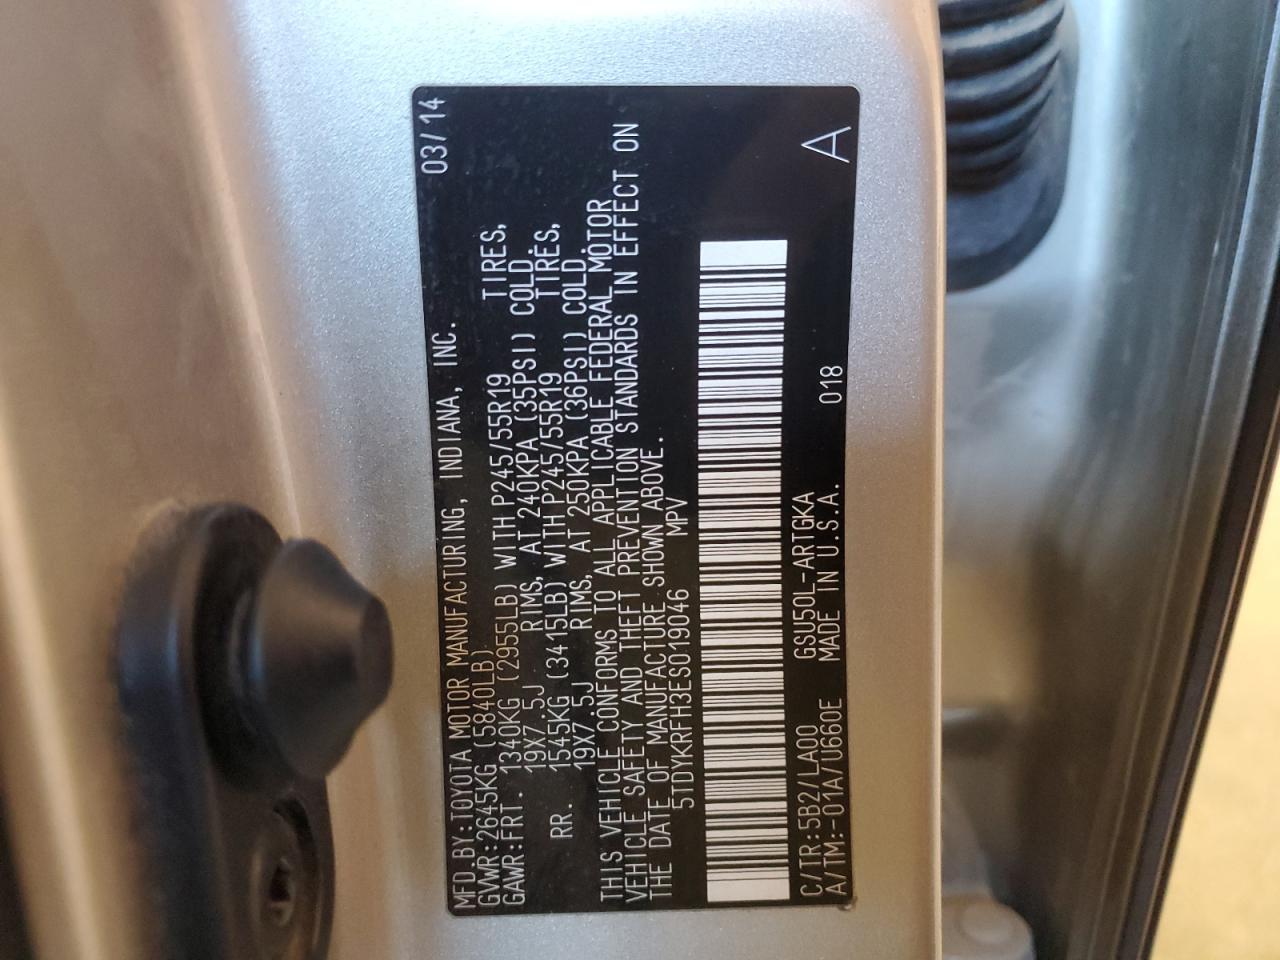 MFD.BY:TOYOTA MOTOR MANUFACTURING, INDIANA, INC. 03/14
GVWR:2645KG (5840LB)
GAWR:FRT. 1340KG (2955LB) WITH P245/55R19 TIRES,
19X7.5J RIMS, AT 240KPA (35PSI) COLD.
RR. 1545KG (3415LB) WITH P245/55R19 TIRES,
19X7.5J RIMS, AT 250KPA (36PSI) COLD.
THIS VEHICLE CONFORMS TO ALL APPLICABLE FEDERAL MOTOR
VEHICLE SAFETY AND THEFT PREVENTION STANDARDS IN EFFECT ON
THE DATE OF MANUFACTURE SHOWN ABOVE.
5TDYKRFH3ES019046 MPV
C/TR:5B2/LA00 GSU50L-ARTGKA
A/TM:-01A/U660E MADE IN U.S.A. 018 A